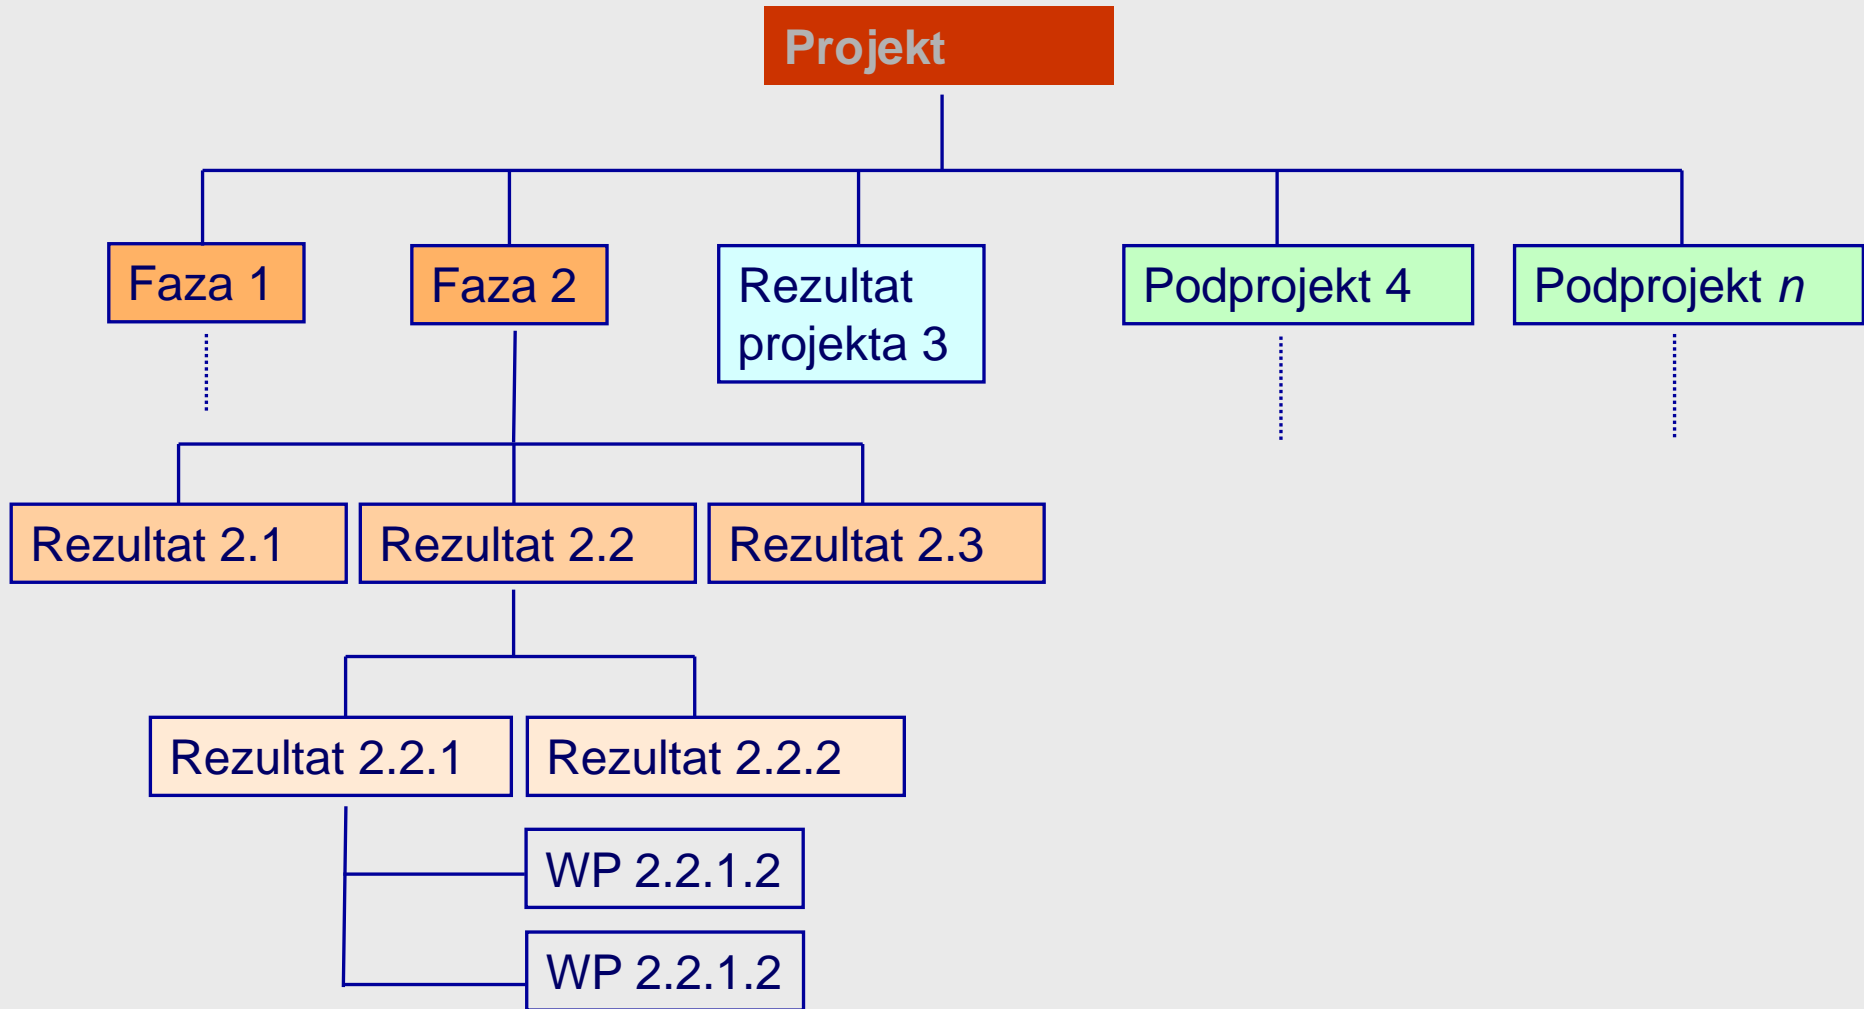 Projekt
Faza 1
Faza 2
Rezultat
projekta 3
Podprojekt 4
Podprojekt n
Rezultat 2.1
Rezultat 2.2
Rezultat 2.3
Rezultat 2.2.1
Rezultat 2.2.2
WP 2.2.1.2
WP 2.2.1.2